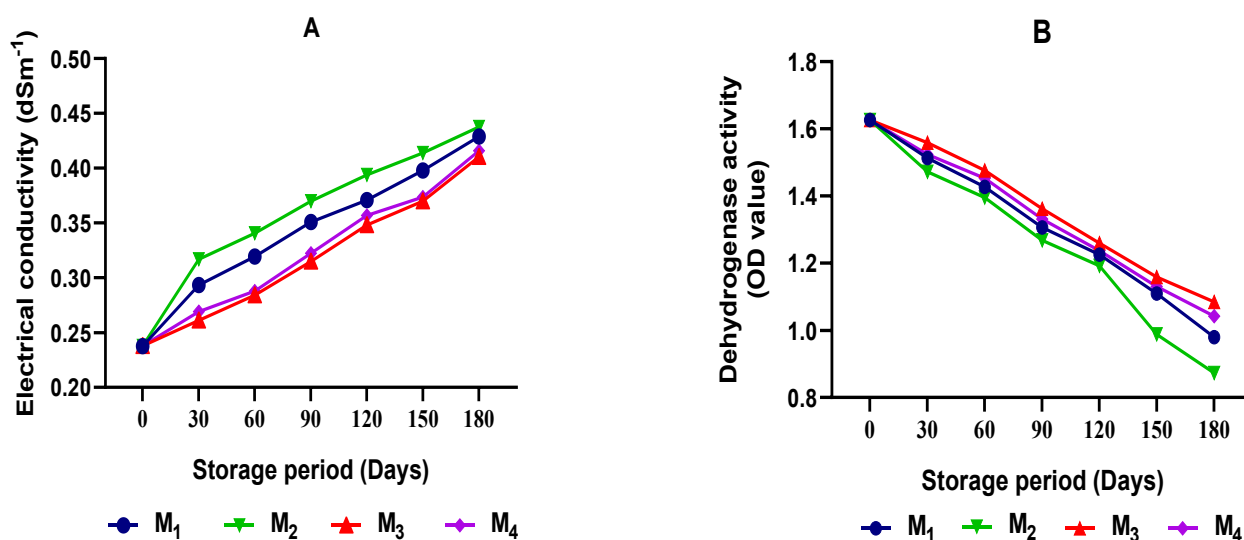 A
Electrical conductivity (dSm⁻¹)
0.50
0.45
0.40
0.35
0.30
0.25
0.20
0 30 60 90 120 150 180
Storage period (Days)
M₁ M₂ M₃ M₄
B
Dehydrogenase activity
(OD value)
1.8
1.6
1.4
1.2
1.0
0.8
0 30 60 90 120 150 180
Storage period (Days)
M₁ M₂ M₃ M₄